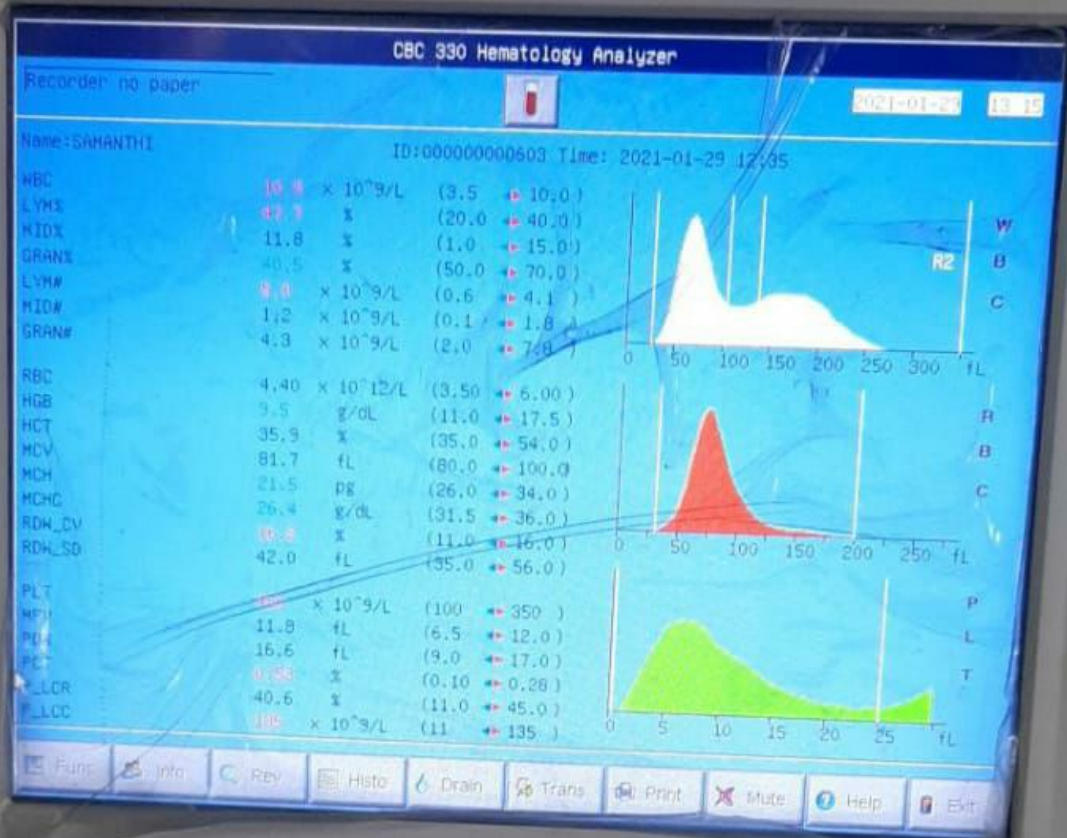 CBC 330 Hematology Analyzer
Recorder no paper
13 15
Name:SAMANTHI ID:000000000603 Time: 2021-01-29 12:35
WBC × 10^9/L (3.5 10.0)
LYM% % (20.0 40.0)
MID% 11.8 % (1.0 15.0)
GRAN% 40.5 % (50.0 70.0)
LYM# × 10^9/L (0.6 4.1)
MID# 1.2 × 10^9/L (0.1 1.8)
GRAN# 4.3 × 10^9/L (2.0 7.8)
R2
W
B
C
0 50 100 150 200 250 300 fL
RBC 4.40 × 10^12/L (3.50 6.00)
HGB 9.5 g/dL (11.0 17.5)
HCT 35.9 % (35.0 54.0)
MCV 81.7 fL (80.0 100.0)
MCH 21.5 pg (26.0 34.0)
MCHC 26.4 g/dL (31.5 36.0)
RDW_CV % (11.0 16.0)
RDW_SD 42.0 fL (35.0 56.0)
R
B
C
0 50 100 150 200 250 fL
PLT × 10^9/L (100 350)
11.8 fL (6.5 12.0)
16.6 fL (9.0 17.0)
PCT % (0.10 0.28)
P_LCR 40.6 % (11.0 45.0)
P_LCC × 10^9/L (11 135)
P
L
T
0 5 10 15 20 25 fL
Func Info Rev Histo Drain Trans Print Mute Help Exit